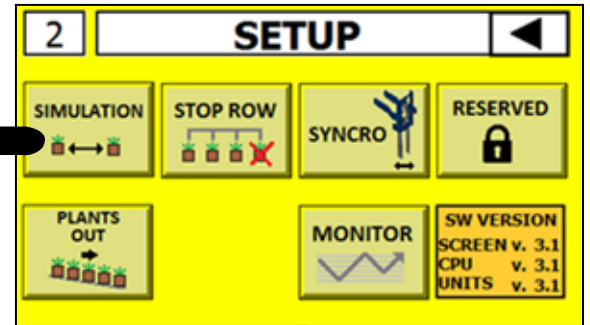 2
SETUP
SIMULATION
STOP ROW
SYNCRO
RESERVED
PLANTS
OUT
MONITOR
SW VERSION
SCREEN v. 3.1
CPU v. 3.1
UNITS v. 3.1